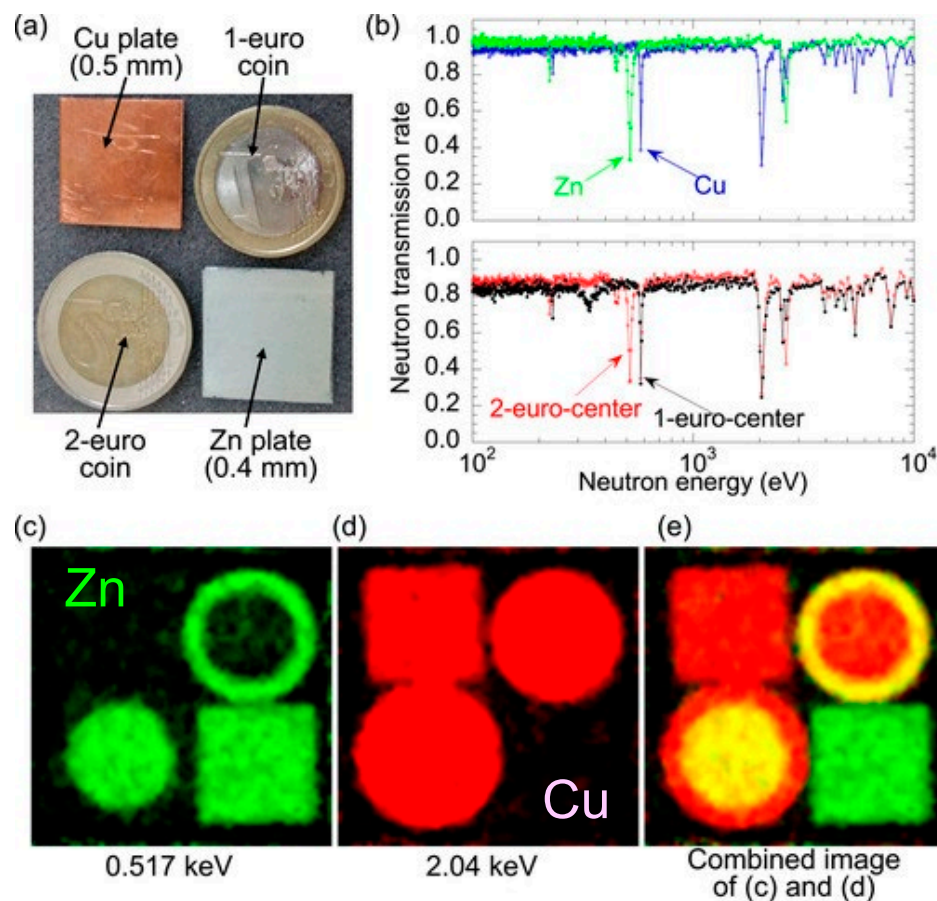 (a)
Cu plate
(0.5 mm)
1-euro
coin
2-euro
coin
Zn plate
(0.4 mm)
(b)
Neutron transmission rate
1.0
0.8
0.6
0.4
0.2
0.0
Zn
Cu
1.0
0.8
0.6
0.4
0.2
0.0
2-euro-center
1-euro-center
10²
10³
10⁴
Neutron energy (eV)
(c)
Zn
0.517 keV
(d)
Cu
2.04 keV
(e)
Combined image
of (c) and (d)